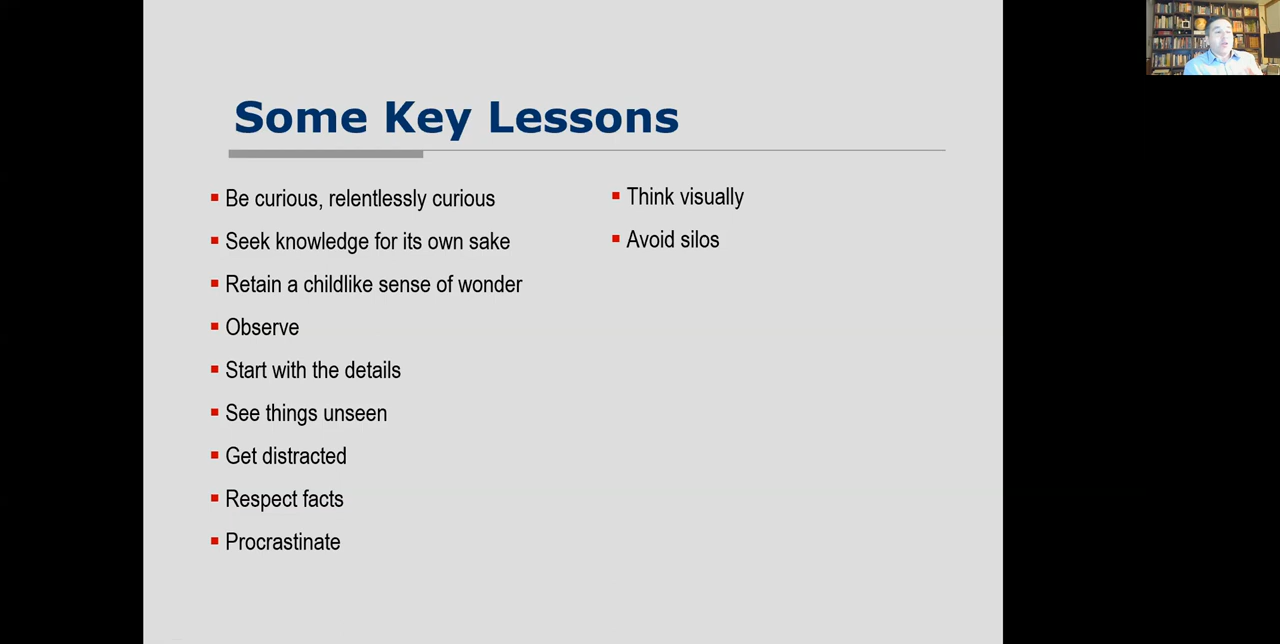 Some Key Lessons
Be curious, relentlessly curious
Seek knowledge for its own sake
Retain a childlike sense of wonder
Observe
Start with the details
See things unseen
Get distracted
Respect facts
Procrastinate
Think visually
Avoid silos